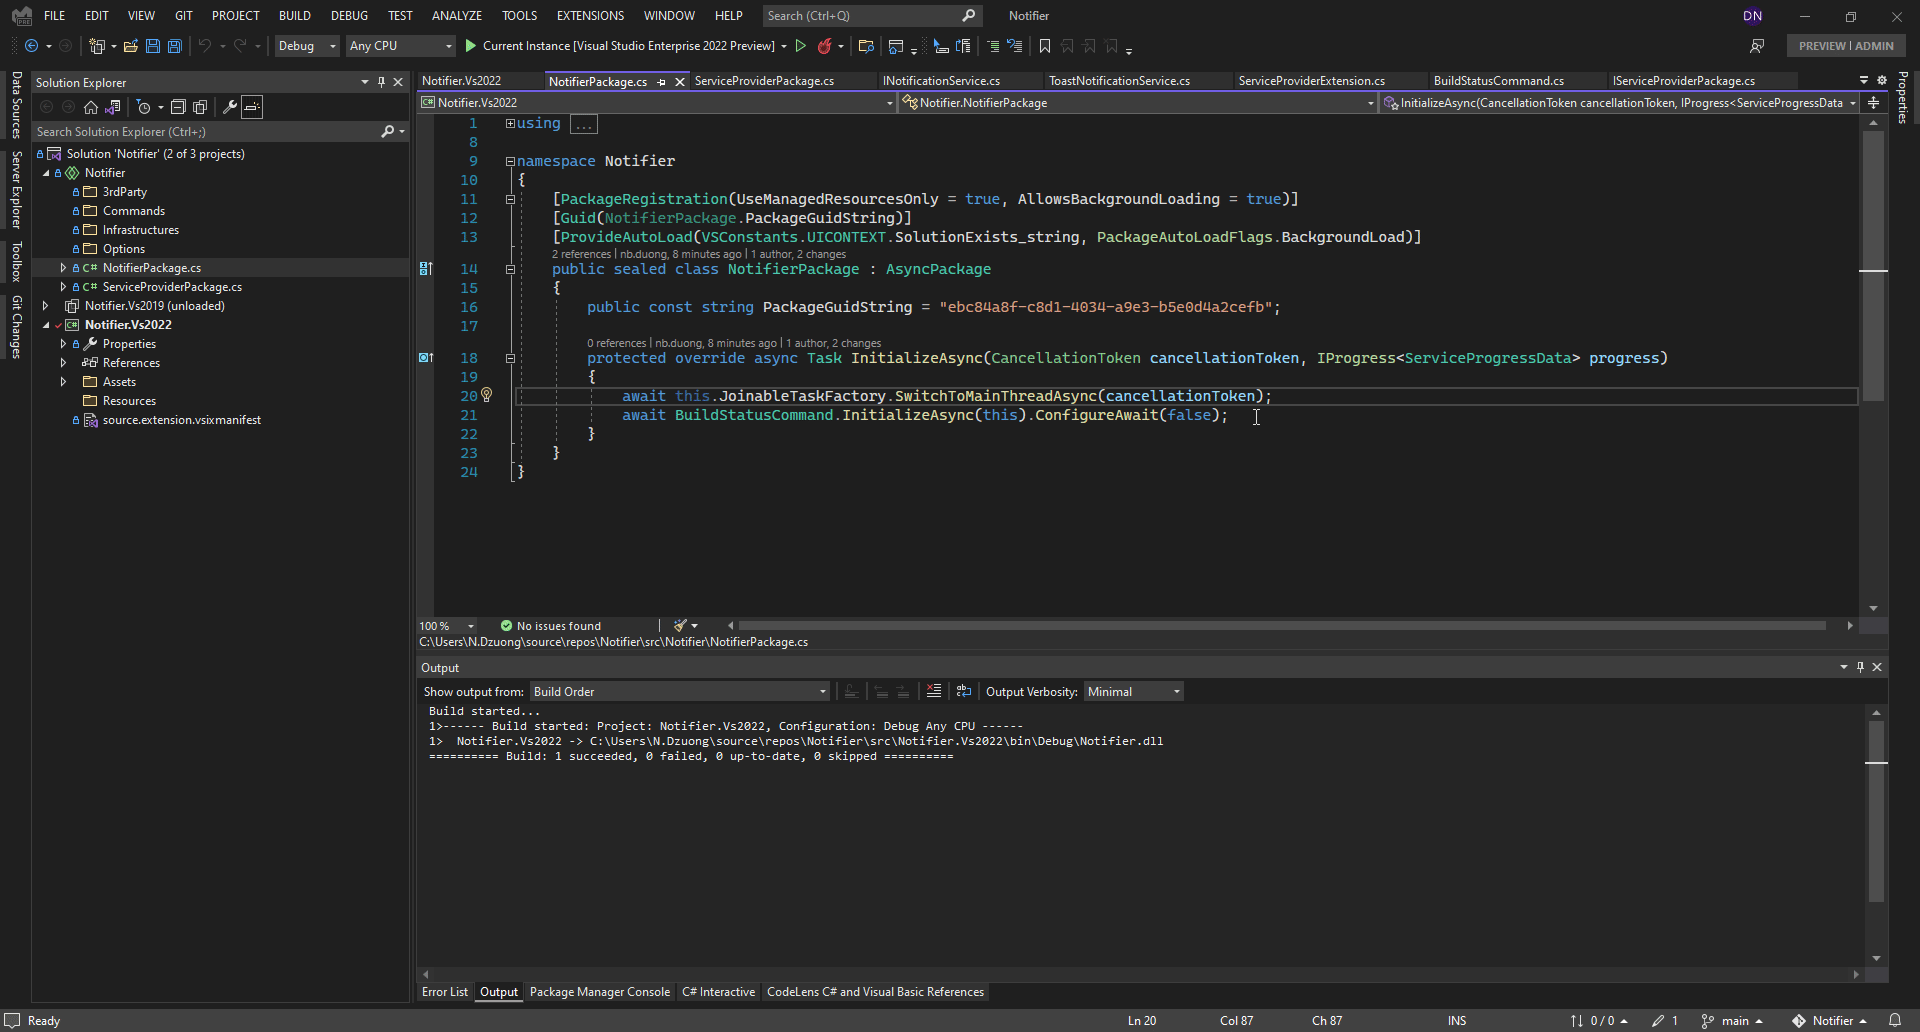 FILE EDIT VIEW GIT PROJECT BUILD DEBUG TEST ANALYZE TOOLS EXTENSIONS WINDOW HELP Search (Ctrl+Q) Notifier DN
Debug Any CPU Current Instance [Visual Studio Enterprise 2022 Preview] PREVIEW | ADMIN
Data Sources
Server Explorer
Toolbox
Git Changes
Solution Explorer
Search Solution Explorer (Ctrl+;)
Solution 'Notifier' (2 of 3 projects)
Notifier
3rdParty
Commands
Infrastructures
Options
C# NotifierPackage.cs
C# ServiceProviderPackage.cs
Notifier.Vs2019 (unloaded)
C# Notifier.Vs2022
Properties
References
Assets
Resources
source.extension.vsixmanifest
Notifier.Vs2022 NotifierPackage.cs ServiceProviderPackage.cs INotificationService.cs ToastNotificationService.cs ServiceProviderExtension.cs BuildStatusCommand.cs IServiceProviderPackage.cs
C# Notifier.Vs2022 Notifier.NotifierPackage InitializeAsync(CancellationToken cancellationToken, IProgress<ServiceProgressData
Properties
1 using ...
8
9 namespace Notifier
10 {
11 [PackageRegistration(UseManagedResourcesOnly = true, AllowsBackgroundLoading = true)]
12 [Guid(NotifierPackage.PackageGuidString)]
13 [ProvideAutoLoad(VSConstants.UICONTEXT.SolutionExists_string, PackageAutoLoadFlags.BackgroundLoad)]
2 references | nb.duong, 8 minutes ago | 1 author, 2 changes
14 public sealed class NotifierPackage : AsyncPackage
15 {
16 public const string PackageGuidString = "ebc84a8f-c8d1-4034-a9e3-b5e0d4a2cefb";
17
0 references | nb.duong, 8 minutes ago | 1 author, 2 changes
18 protected override async Task InitializeAsync(CancellationToken cancellationToken, IProgress<ServiceProgressData> progress)
19 {
20 await this.JoinableTaskFactory.SwitchToMainThreadAsync(cancellationToken);
21 await BuildStatusCommand.InitializeAsync(this).ConfigureAwait(false);
22 }
23 }
24 }
100 % No issues found
C:\Users\N.Dzuong\source\repos\Notifier\src\Notifier\NotifierPackage.cs
Output
Show output from: Build Order Output Verbosity: Minimal
Build started...
1>------ Build started: Project: Notifier.Vs2022, Configuration: Debug Any CPU ------
1> Notifier.Vs2022 -> C:\Users\N.Dzuong\source\repos\Notifier\src\Notifier.Vs2022\bin\Debug\Notifier.dll
========== Build: 1 succeeded, 0 failed, 0 up-to-date, 0 skipped ==========
Error List Output Package Manager Console C# Interactive CodeLens C# and Visual Basic References
Ready Ln 20 Col 87 Ch 87 INS 0 / 0 1 main Notifier